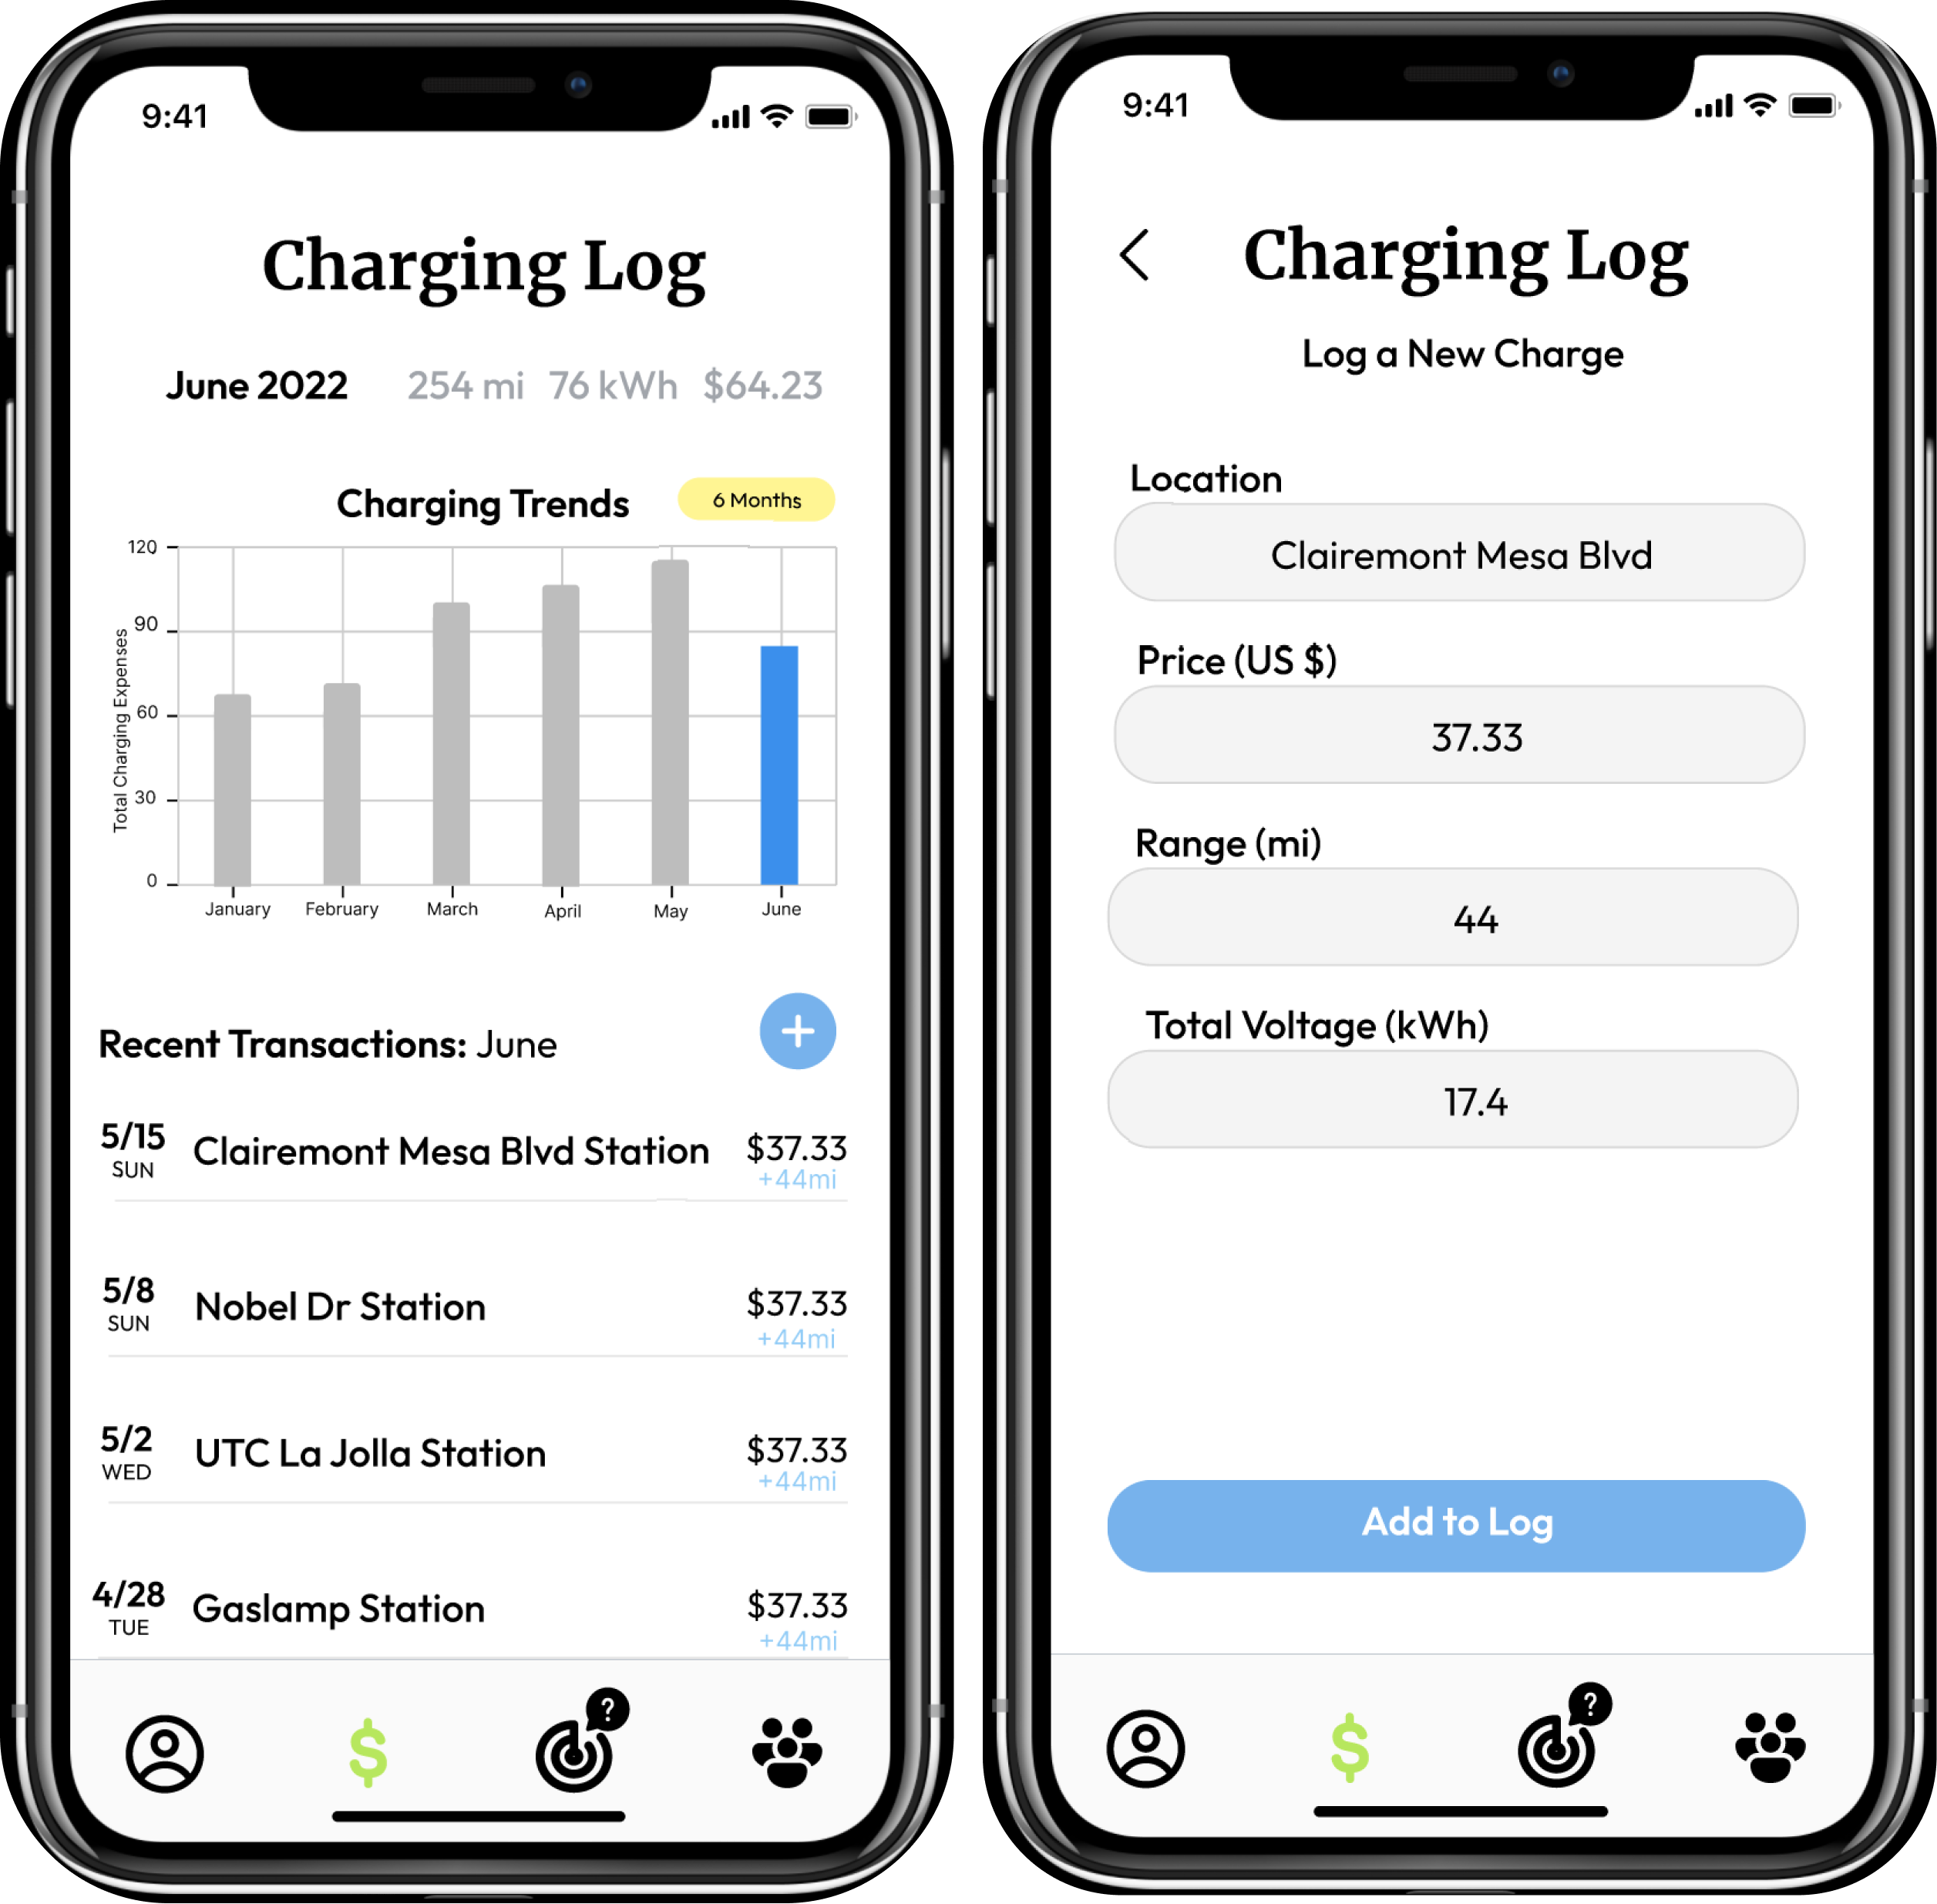 9:41
Charging Log
June 2022 254 mi 76 kWh $64.23
Charging Trends 6 Months
Total Charging Expenses
120
90
60
30
0
January February March April May June
Recent Transactions: June +
5/15 Clairemont Mesa Blvd Station $37.33
SUN +44mi
5/8 Nobel Dr Station $37.33
SUN +44mi
5/2 UTC La Jolla Station $37.33
WED +44mi
4/28 Gaslamp Station $37.33
TUE +44mi
$ ?
9:41
Charging Log
Log a New Charge
Location
Clairemont Mesa Blvd
Price (US $)
37.33
Range (mi)
44
Total Voltage (kWh)
17.4
Add to Log
$ ?